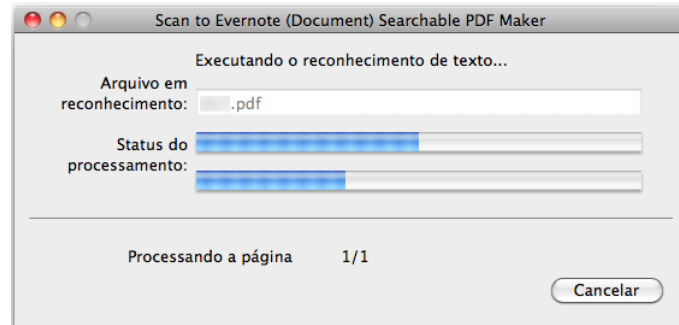 Scan to Evernote (Document) Searchable PDF Maker
Executando o reconhecimento de texto...
Arquivo em
reconhecimento:
.pdf
Status do
processamento:
Processando a página 1/1
Cancelar